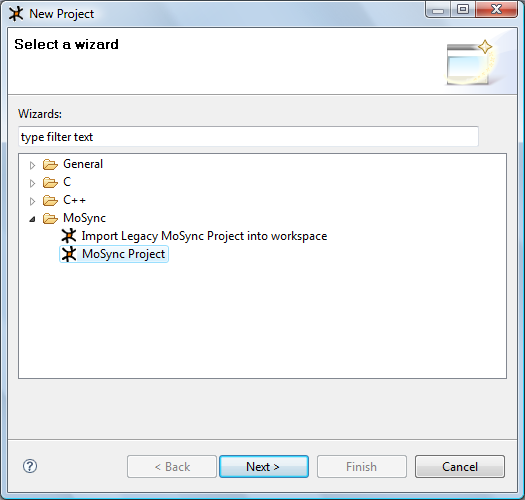 New Project
Select a wizard
Wizards:
type filter text
General
C
C++
MoSync
Import Legacy MoSync Project into workspace
MoSync Project
?
< Back
Next >
Finish
Cancel